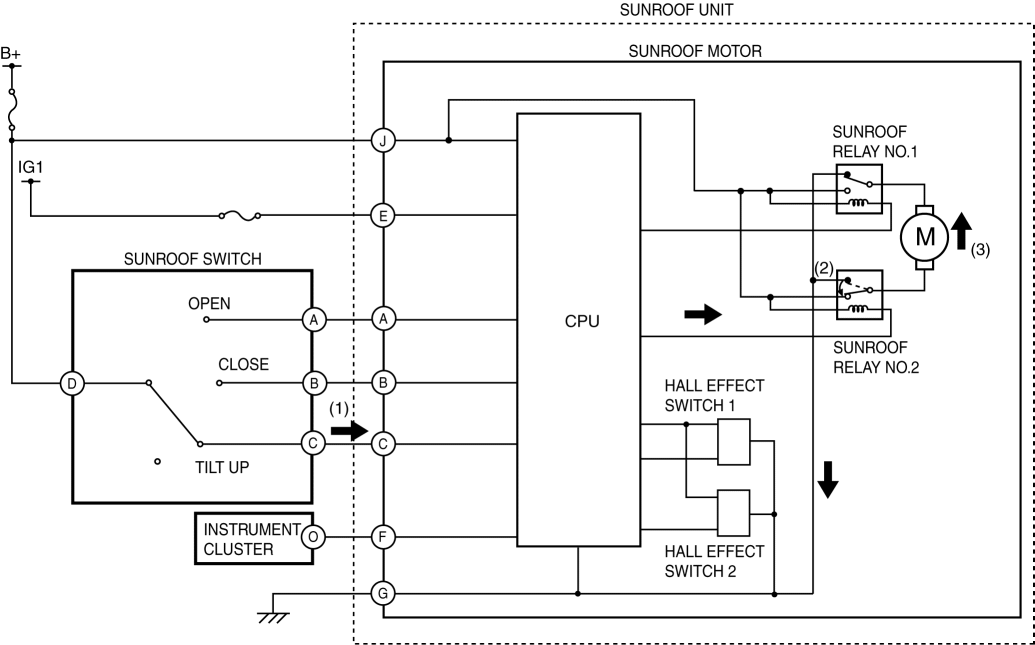 SUNROOF UNIT
SUNROOF MOTOR
B+
J
IG1
E
SUNROOF
RELAY NO.1
M
(3)
SUNROOF SWITCH
OPEN
A
A
CPU
(2)
SUNROOF
RELAY NO.2
D
CLOSE
B
B
(1)
C
C
TILT UP
HALL EFFECT
SWITCH 1
INSTRUMENT
CLUSTER
O
F
HALL EFFECT
SWITCH 2
G